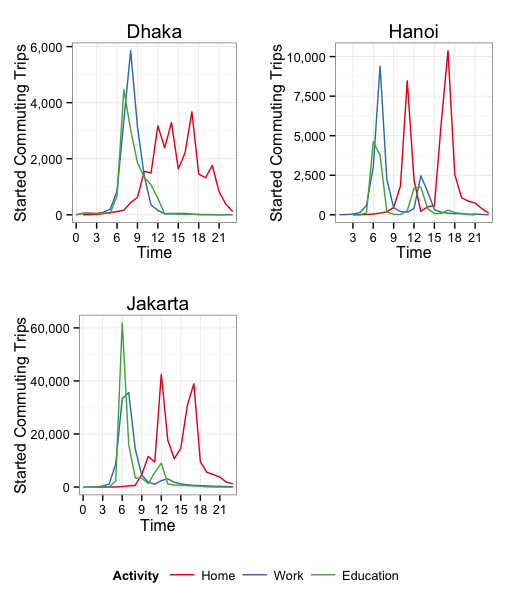 Dhaka
Started Commuting Trips
6,000
4,000
2,000
0
0 3 6 9 12 15 18 21
Time
Hanoi
Started Commuting Trips
10,000
7,500
5,000
2,500
0
3 6 9 12 15 18 21
Time
Jakarta
Started Commuting Trips
60,000
40,000
20,000
0
0 3 6 9 12 15 18 21
Time
Activity Home Work Education